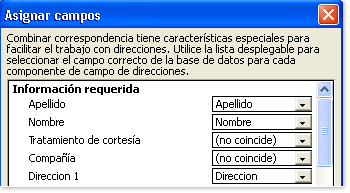 Asignar campos
Combinar correspondencia tiene características especiales para
facilitar el trabajo con direcciones. Utilice la lista desplegable para
seleccionar el campo correcto de la base de datos para cada
componente de campo de direcciones.
Información requerida
Apellido Apellido
Nombre Nombre
Tratamiento de cortesía (no coincide)
Compañía (no coincide)
Direccion 1 Direccion